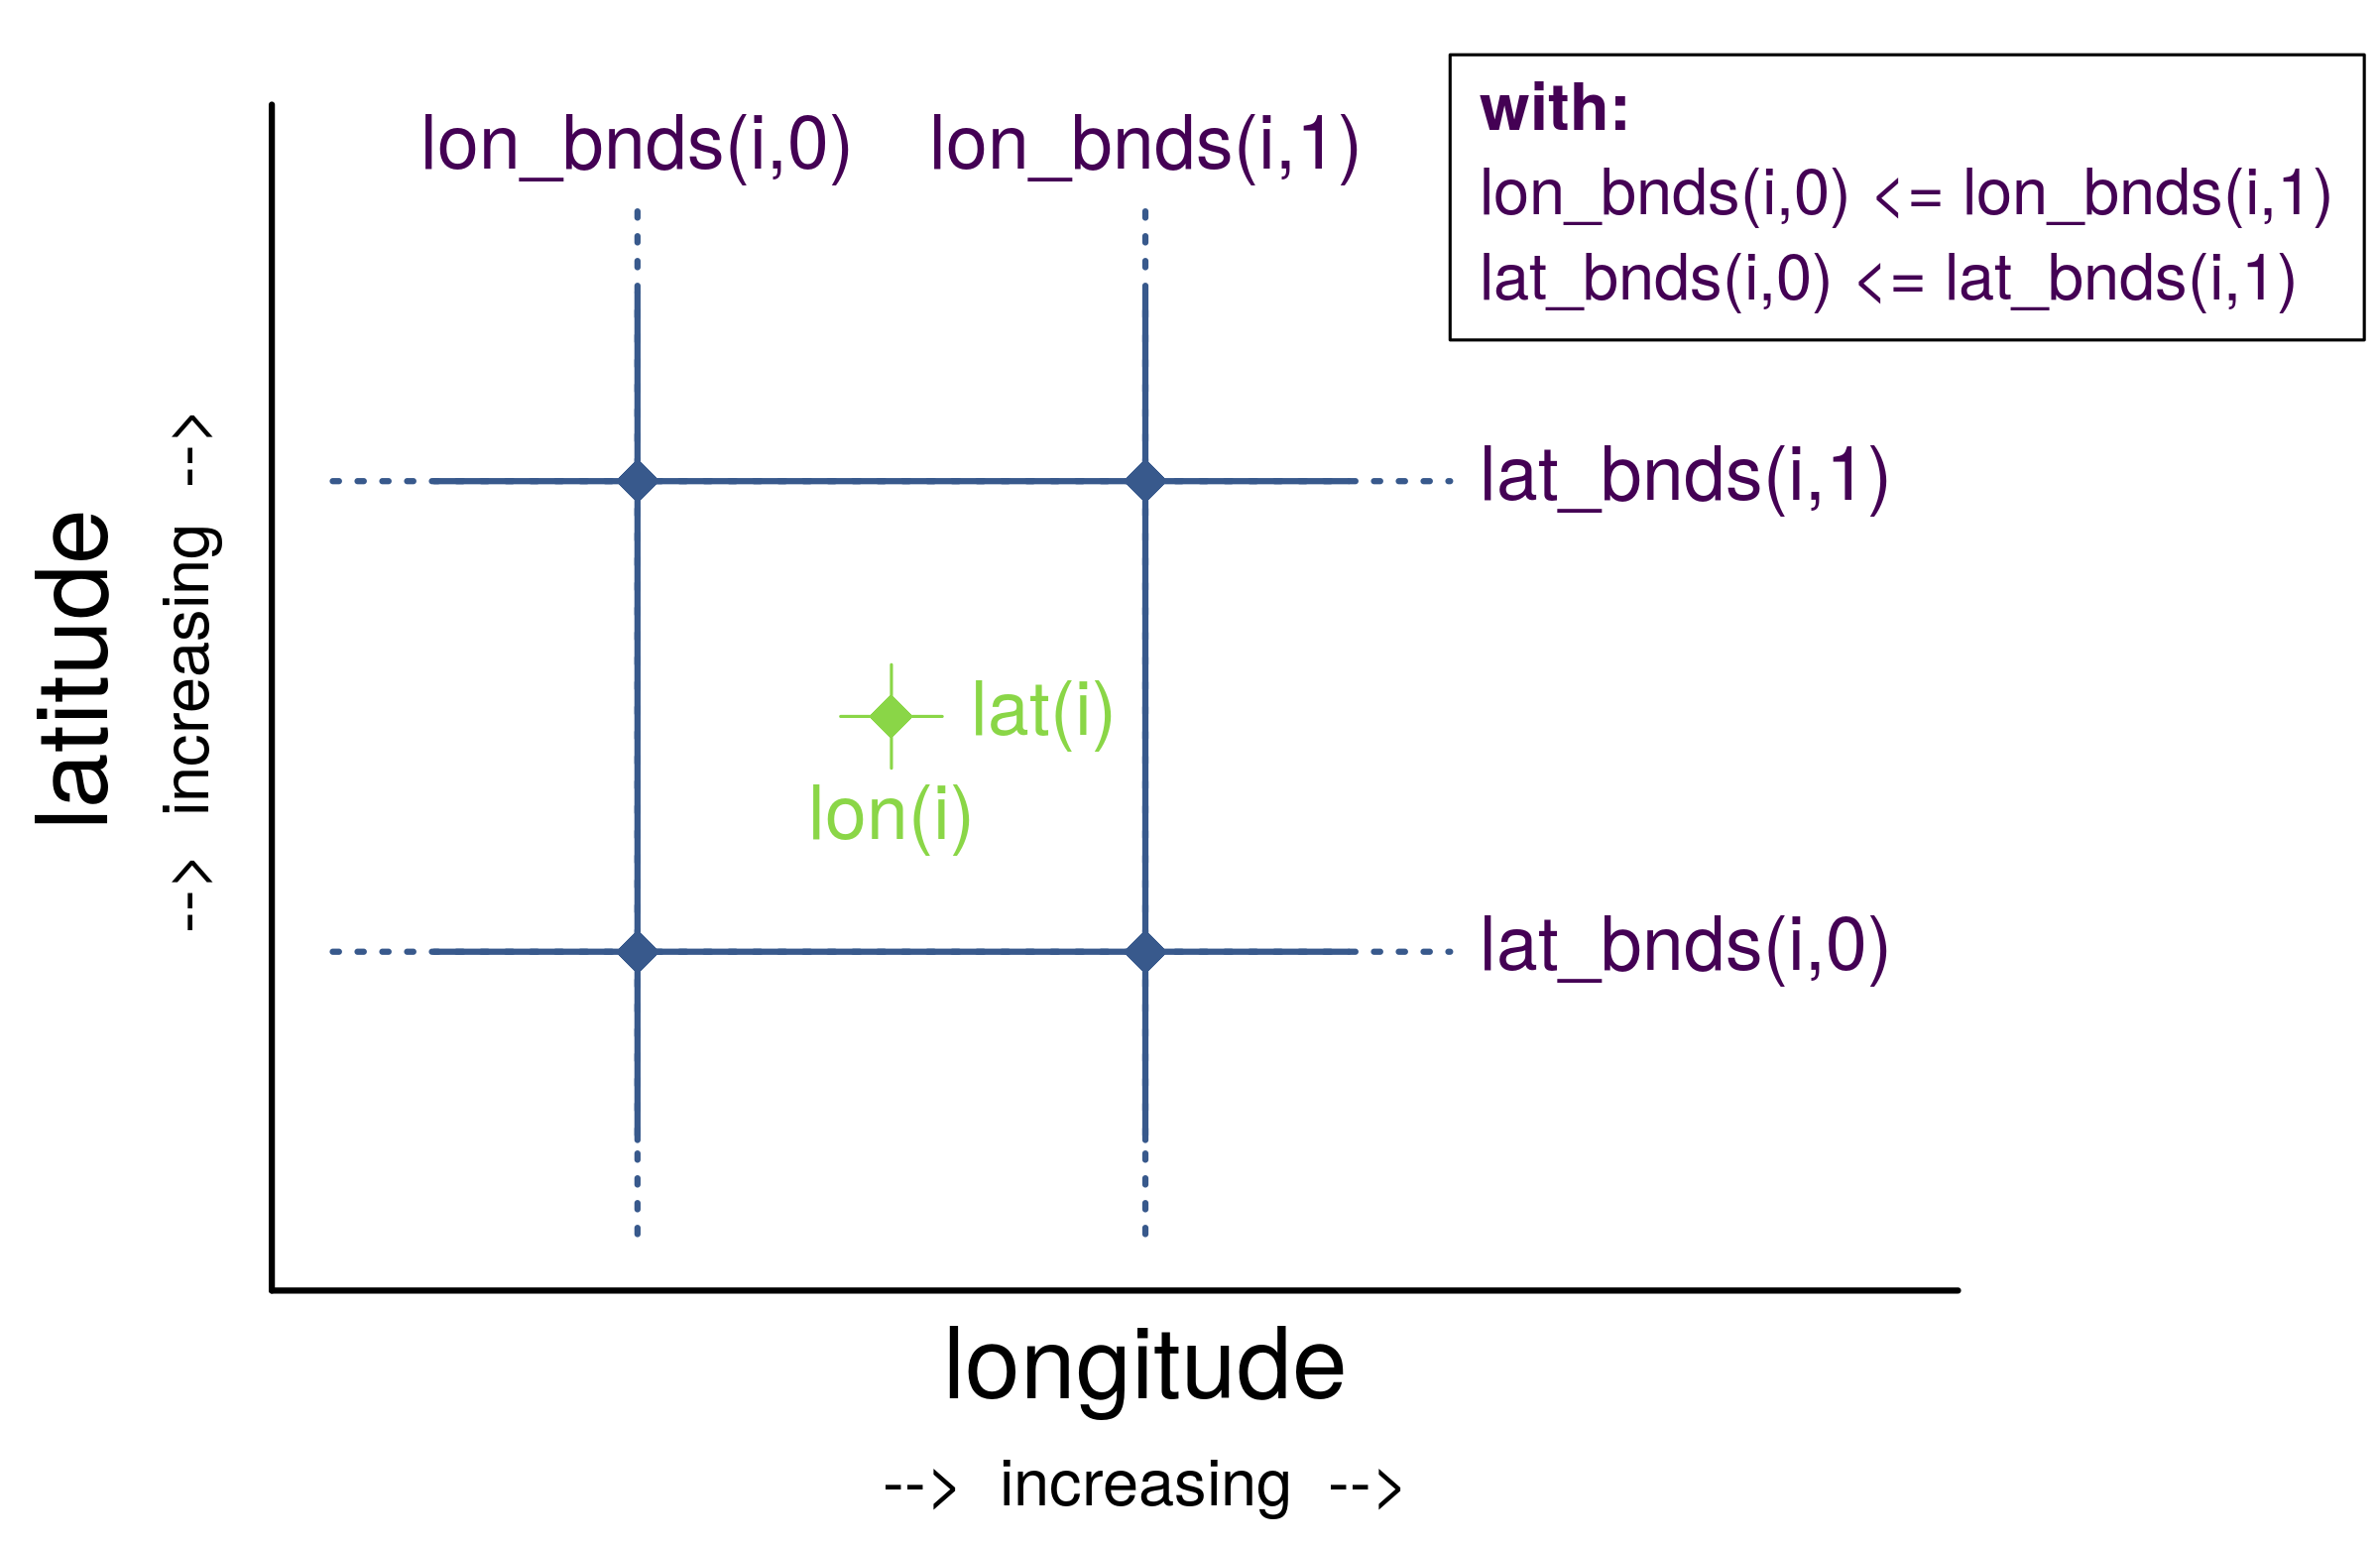 with:
lon_bnds(i,0) <= lon_bnds(i,1)
lat_bnds(i,0) <= lat_bnds(i,1)
lon_bnds(i,0) lon_bnds(i,1)
lat_bnds(i,1)
lat(i)
lon(i)
lat_bnds(i,0)
latitude
--> increasing -->
longitude
--> increasing -->